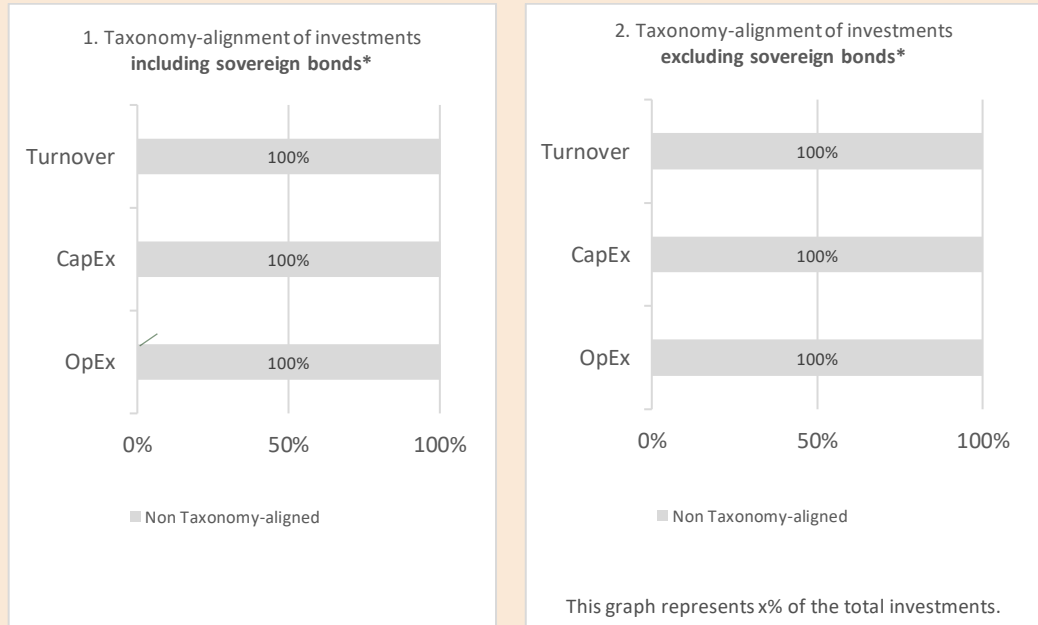 1. Taxonomy-alignment of investments
including sovereign bonds*
Turnover
100%
CapEx
100%
OpEx
100%
0%
50%
100%
Non Taxonomy-aligned
2. Taxonomy-alignment of investments
excluding sovereign bonds*
Turnover
100%
CapEx
100%
OpEx
100%
0%
50%
100%
Non Taxonomy-aligned
This graph represents x% of the total investments.